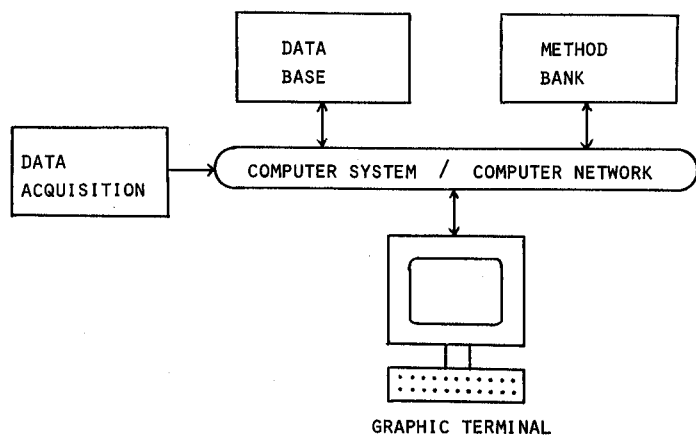 DATA
BASE
METHOD
BANK
DATA
ACQUISITION
COMPUTER SYSTEM / COMPUTER NETWORK
GRAPHIC TERMINAL